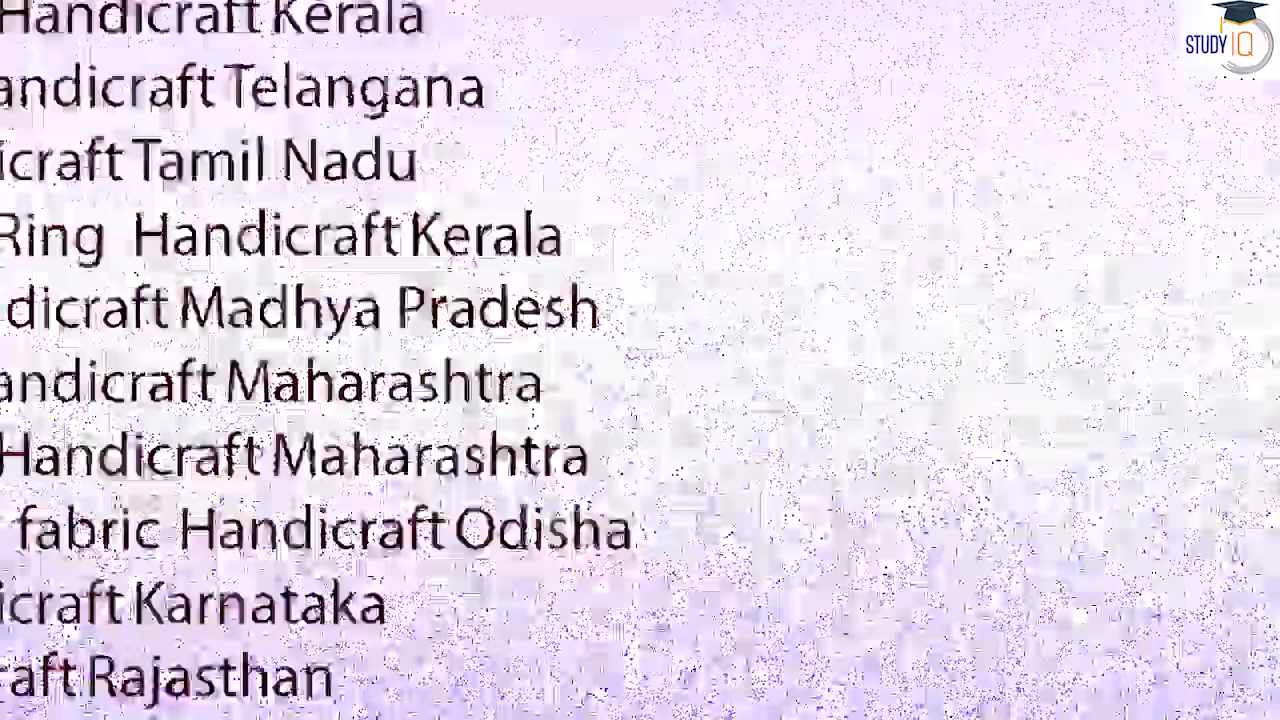 Handicraft Kerala
andicraft Telangana
icraft Tamil Nadu
Ring Handicraft Kerala
dicraft Madhya Pradesh
andicraft Maharashtra
Handicraft Maharashtra
fabric Handicraft Odisha
icraft Karnataka
raft Rajasthan
STUDY IQ